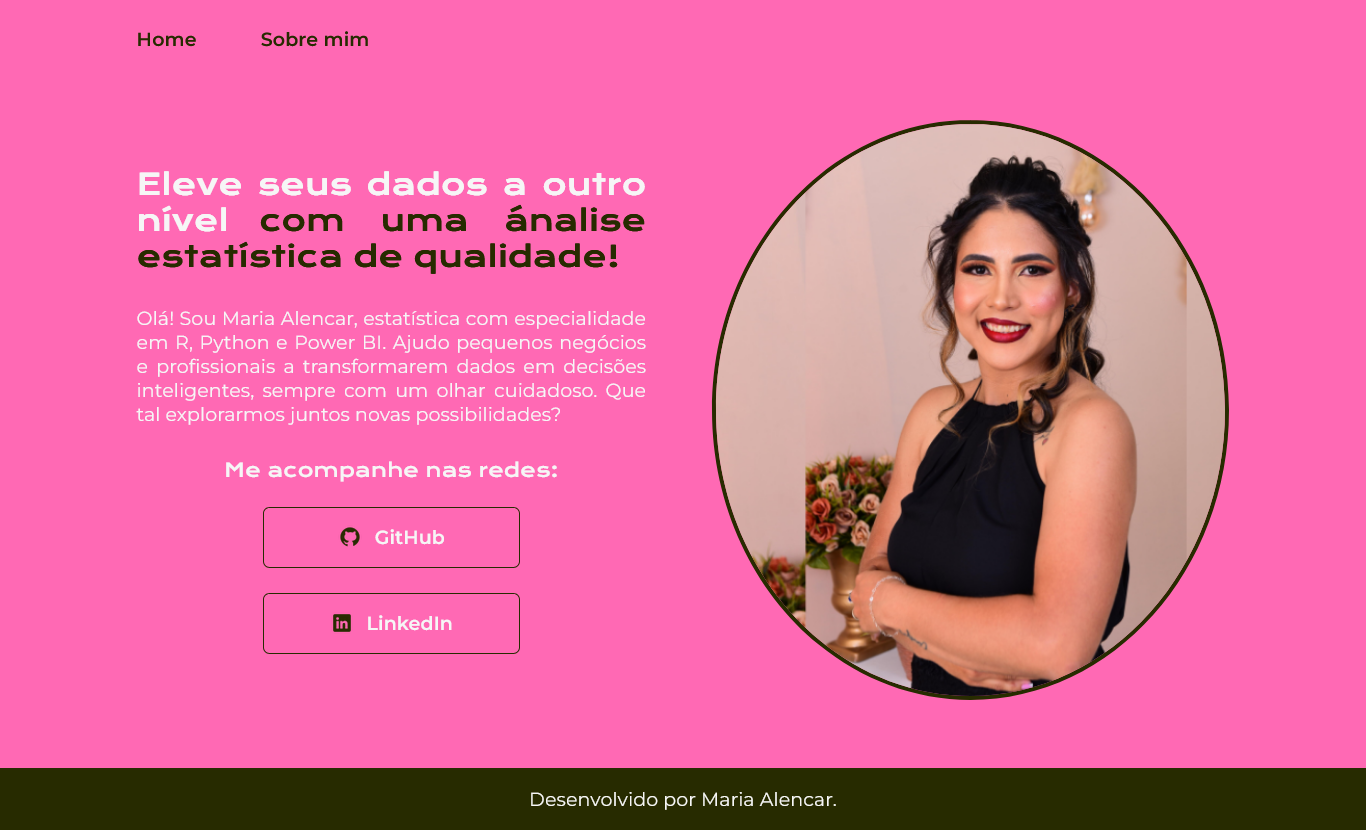 Home
Sobre mim
Eleve seus dados a outro
nível com uma ánalise
estatística de qualidade!
Olá! Sou Maria Alencar, estatística com especialidade
em R, Python e Power BI. Ajudo pequenos negócios
e profissionais a transformarem dados em decisões
inteligentes, sempre com um olhar cuidadoso. Que
tal explorarmos juntos novas possibilidades?
Me acompanhe nas redes:
GitHub
LinkedIn
Desenvolvido por Maria Alencar.